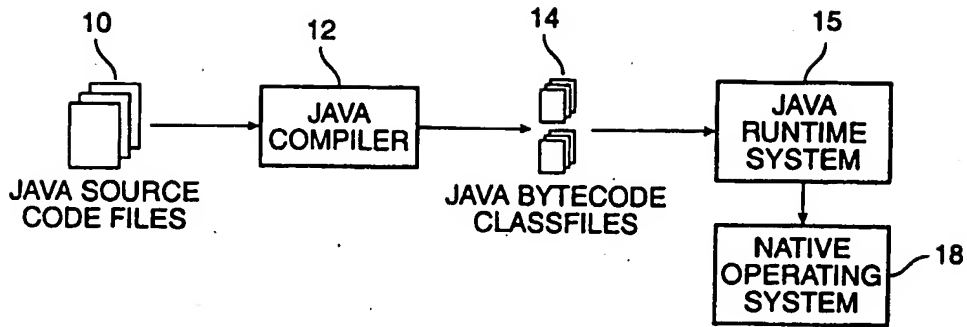 10
12
14
15
JAVA SOURCE
CODE FILES
JAVA
COMPILER
JAVA BYTECODE
CLASSFILES
JAVA
RUNTIME
SYSTEM
NATIVE
OPERATING
SYSTEM
18